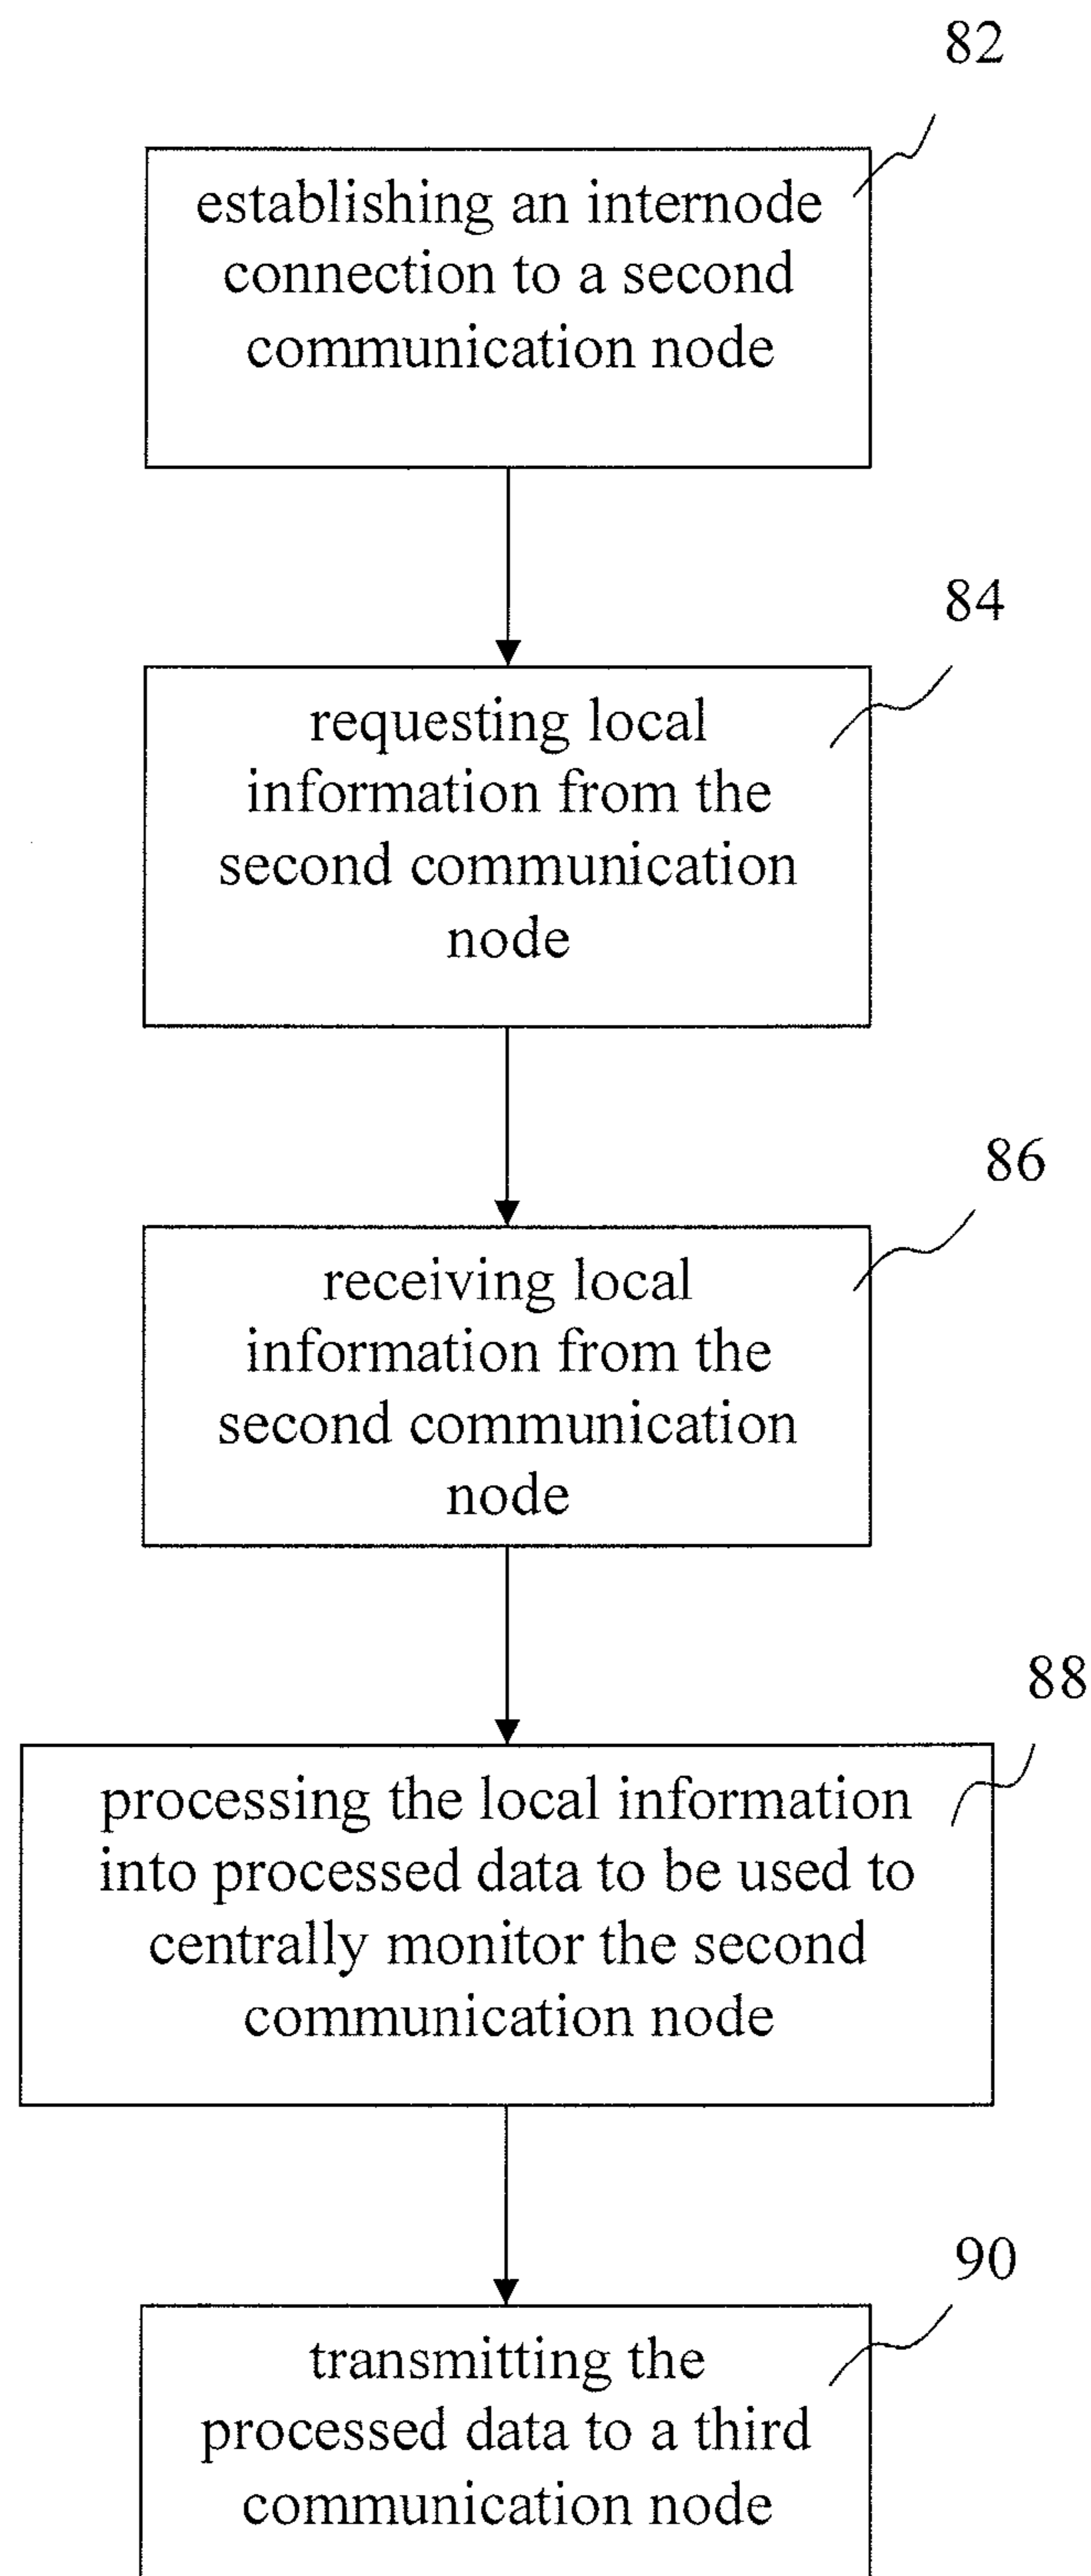 82
establishing an internode
connection to a second
communication node
84
requesting local
information from the
second communication
node
86
receiving local
information from the
second communication
node
88
processing the local information
into processed data to be used to
centrally monitor the second
communication node
90
transmitting the
processed data to a third
communication node